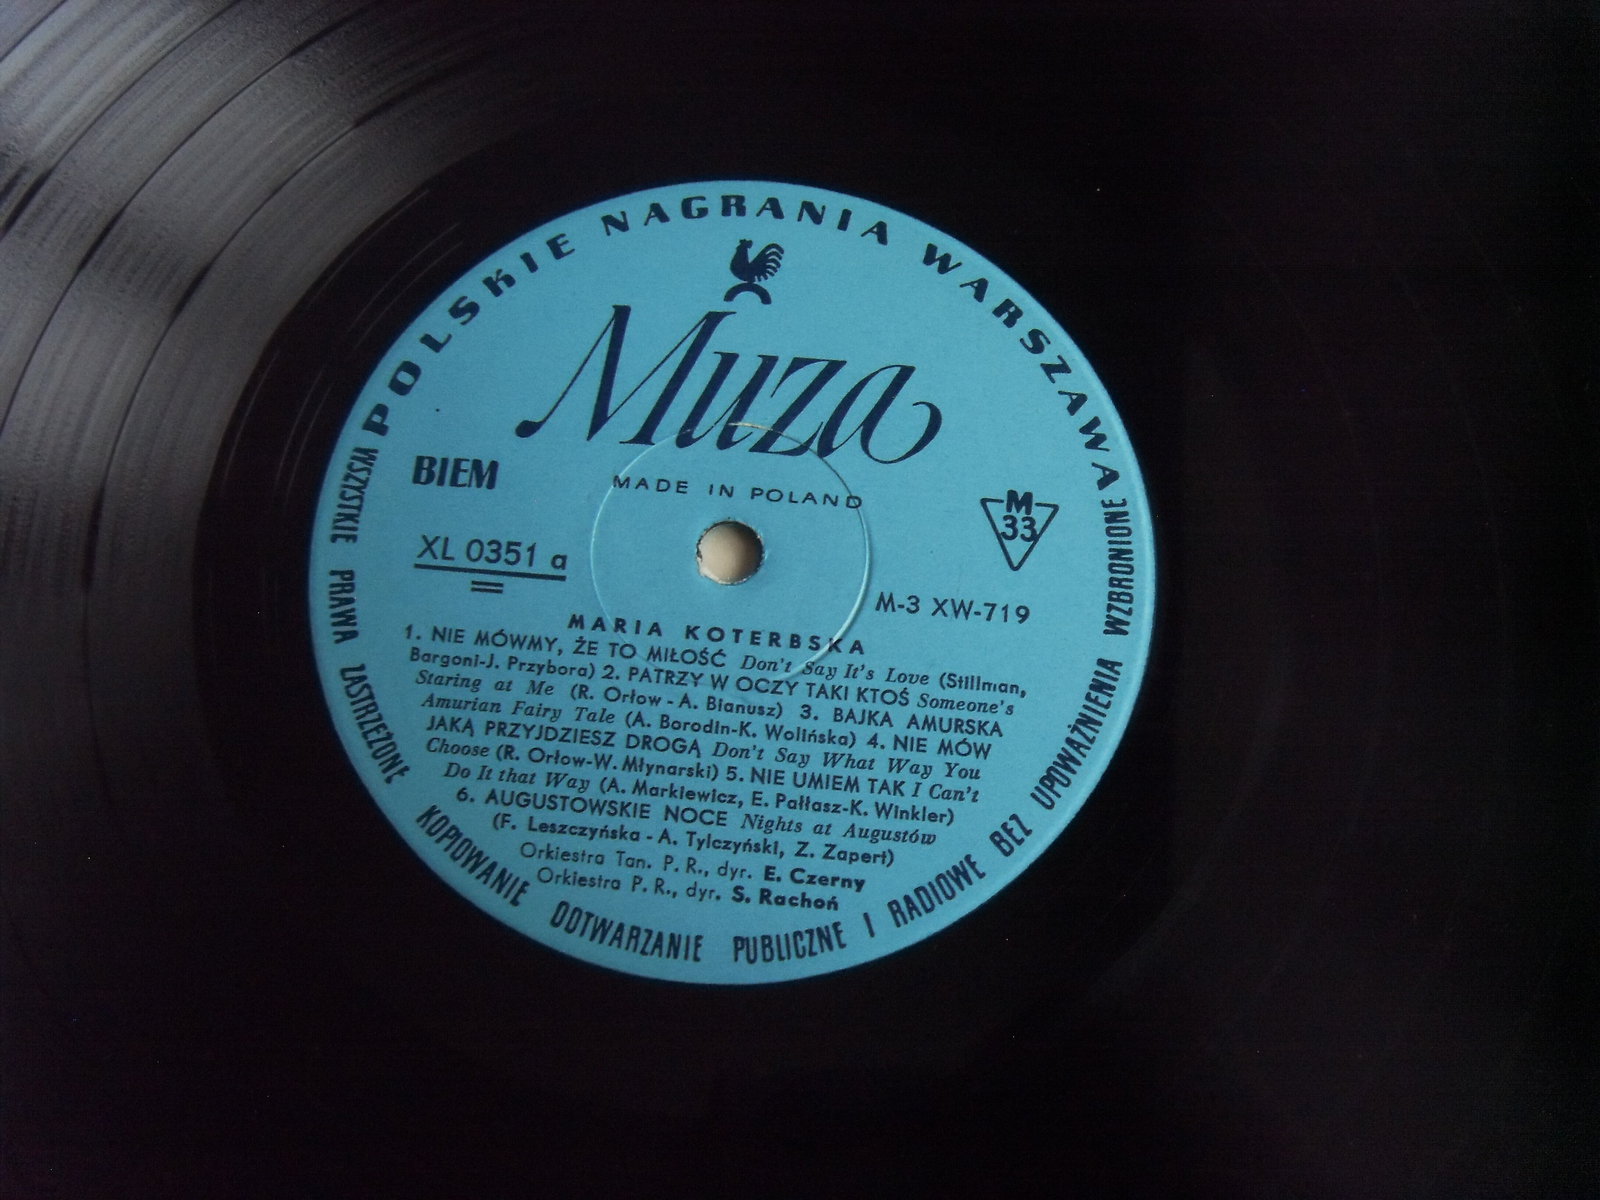 POLSKIE NAGRANIA WARSZAWA
Muza
MADE IN POLAND
BIEM
XL 0351 a
M
33
M-3 XW-719
MARIA KOTERBSKA
1. NIE MÓWMY, ŻE TO MIŁOŚĆ Don't Say It's Love (Stillman,
Bargoni-J. Przybora) 2. PATRZY W OCZY TAKI KTOŚ Someone's
Staring at Me (R. Orłow - A. Bianusz) 3. BAJKA AMURSKA
Amurian Fairy Tale (A. Borodin-K. Wolińska) 4. NIE MÓW
JAKĄ PRZYJDZIESZ DROGĄ Don't Say What Way You
Choose (R. Orłow-W. Młynarski) 5. NIE UMIEM TAK I Can't
Do It that Way (A. Markiewicz, E. Pałłasz-K. Winkler)
6. AUGUSTOWSKIE NOCE Nights at Augustów
(F. Leszczyńska - A. Tylczyński, Z. Zapert)
Orkiestra Tan. P. R., dyr. E. Czerny
Orkiestra P. R., dyr. S. Rachoń
WSZYSTKIE PRAWA ZASTRZEŻONE KOPIOWANIE ODTWARZANIE PUBLICZNE I RADIOWE BEZ UPOWAŻNIENIA WZBRONIONE